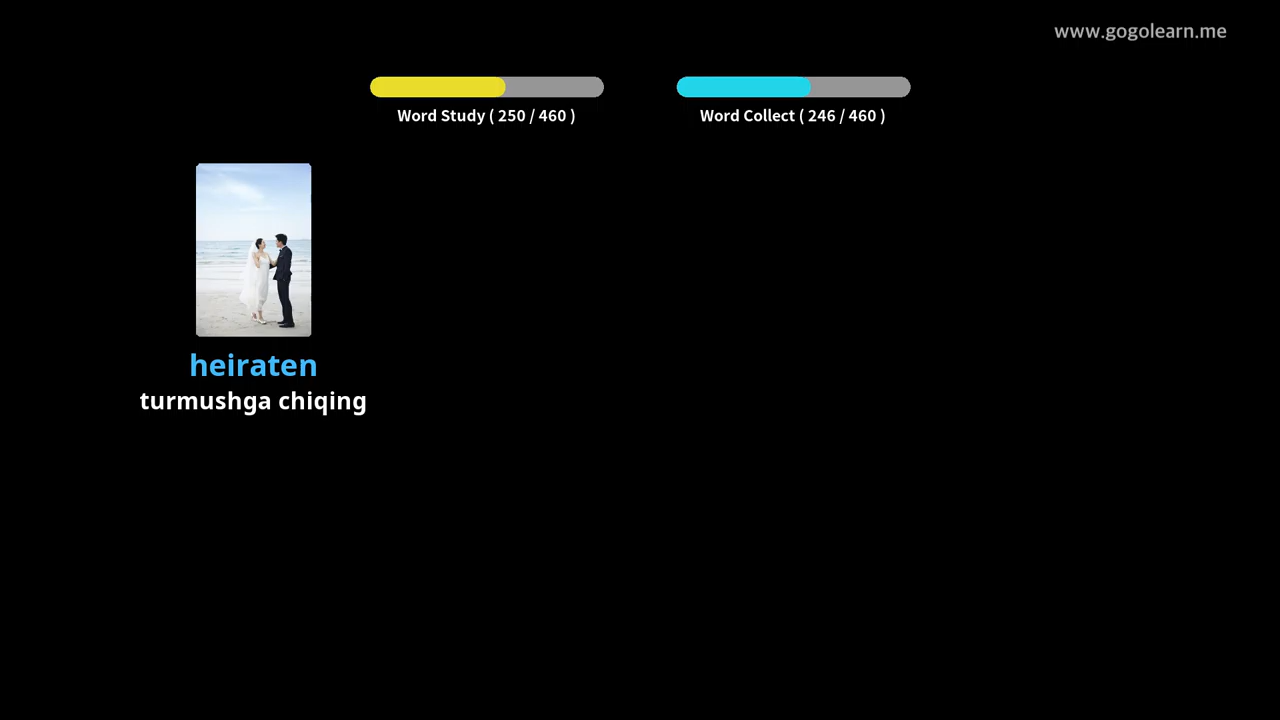 www.gogolearn.me
Word Study ( 250 / 460 )
Word Collect ( 246 / 460 )
heiraten
turmushga chiqing